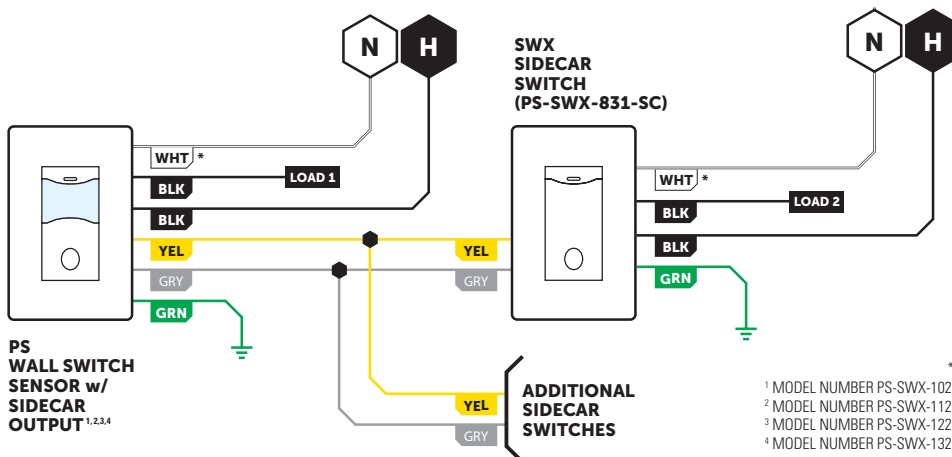 N H
SWX
SIDECAR
SWITCH
(PS-SWX-831-SC)
N H
WHT *
LOAD 1
BLK
BLK
YEL
GRY
GRN
PS
WALL SWITCH
SENSOR w/
SIDECAR
OUTPUT 1,2,3,4
YEL
GRY
WHT *
LOAD 2
BLK
BLK
GRN
YEL
GRY
ADDITIONAL
SIDECAR
SWITCHES
*
1 MODEL NUMBER PS-SWX-102
2 MODEL NUMBER PS-SWX-112
3 MODEL NUMBER PS-SWX-122
4 MODEL NUMBER PS-SWX-132